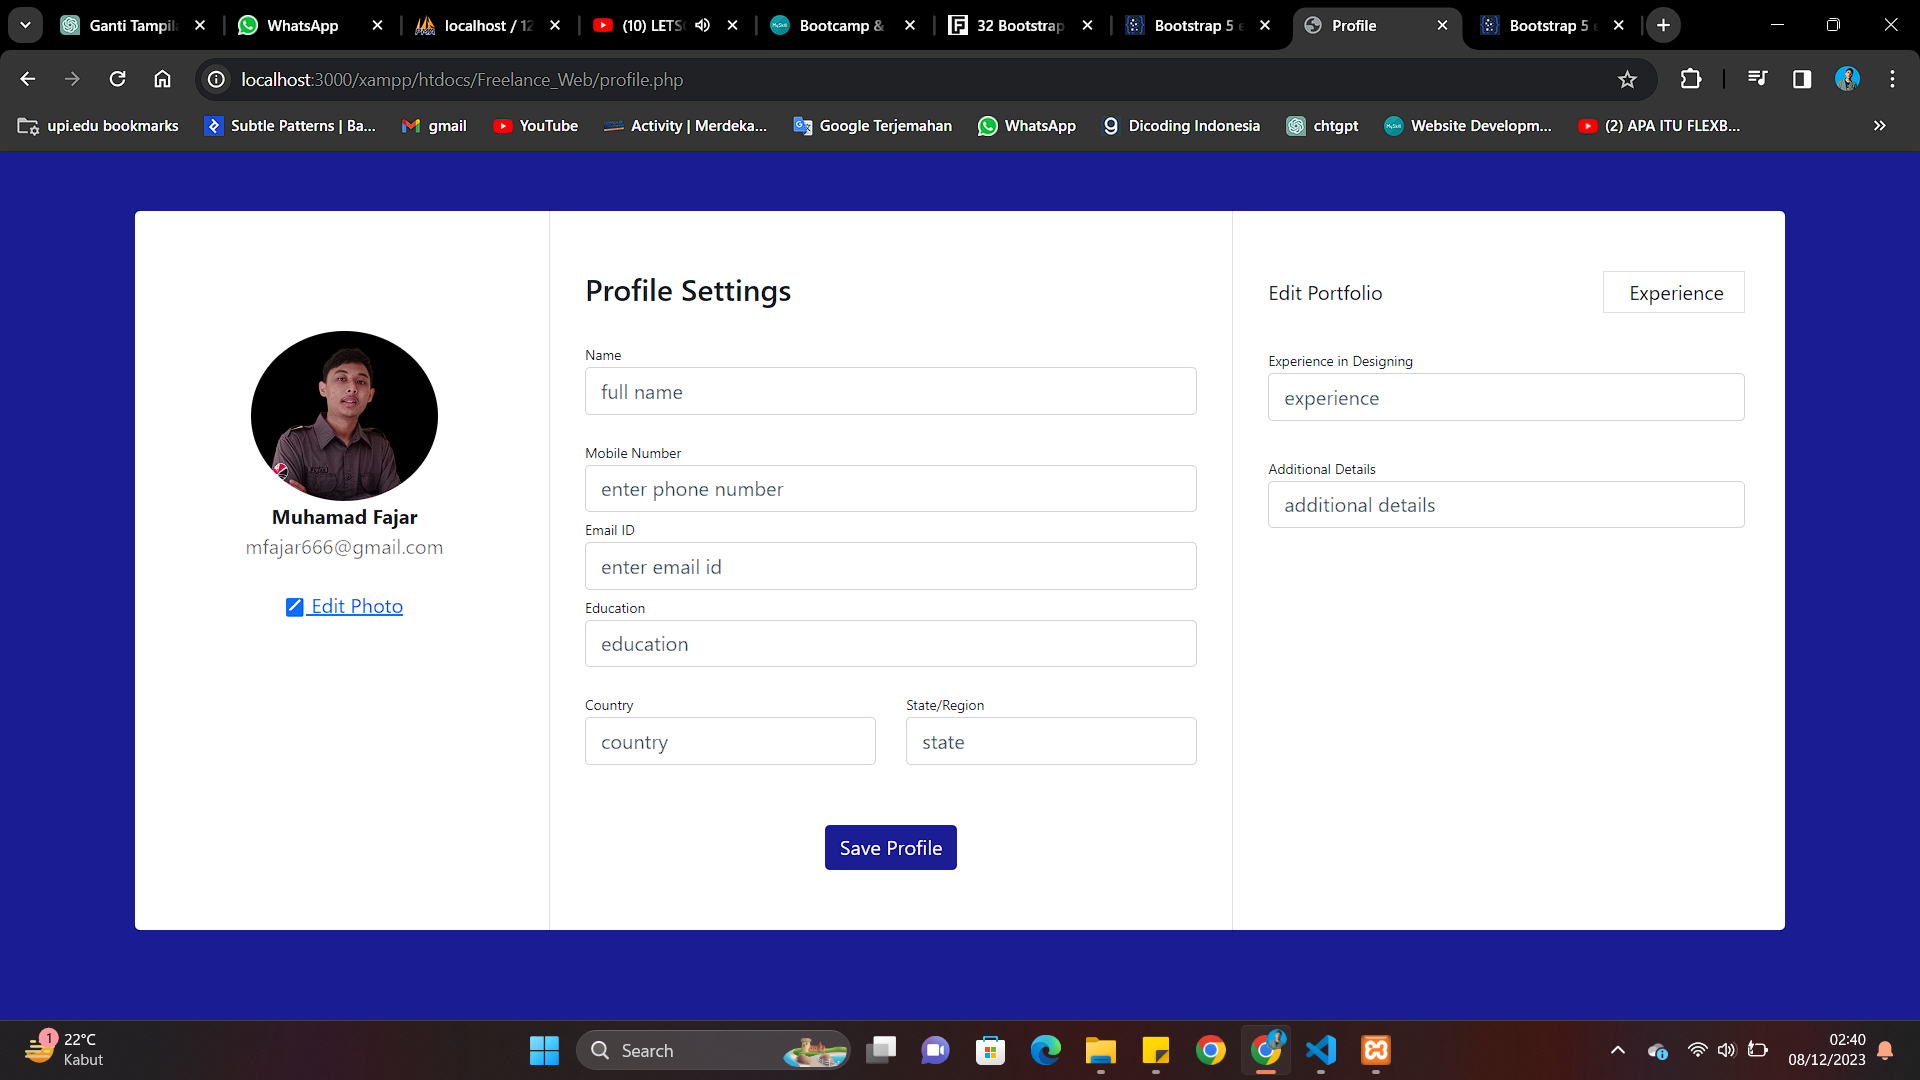 Ganti Tampil
WhatsApp
localhost / 12
(10) LETS
Bootcamp &
32 Bootstrap
Bootstrap 5 e
Profile
Bootstrap 5 e
localhost:3000/xampp/htdocs/Freelance_Web/profile.php
upi.edu bookmarks
Subtle Patterns | Ba...
gmail
YouTube
Activity | Merdeka...
Google Terjemahan
WhatsApp
Dicoding Indonesia
chtgpt
Website Developm...
(2) APA ITU FLEXB...
Muhamad Fajar
mfajar666@gmail.com
Edit Photo
Profile Settings
Name
full name
Mobile Number
enter phone number
Email ID
enter email id
Education
education
Country
State/Region
country
state
Save Profile
Edit Portfolio
Experience
Experience in Designing
experience
Additional Details
additional details
1
22°C
Kabut
Search
02:40
08/12/2023